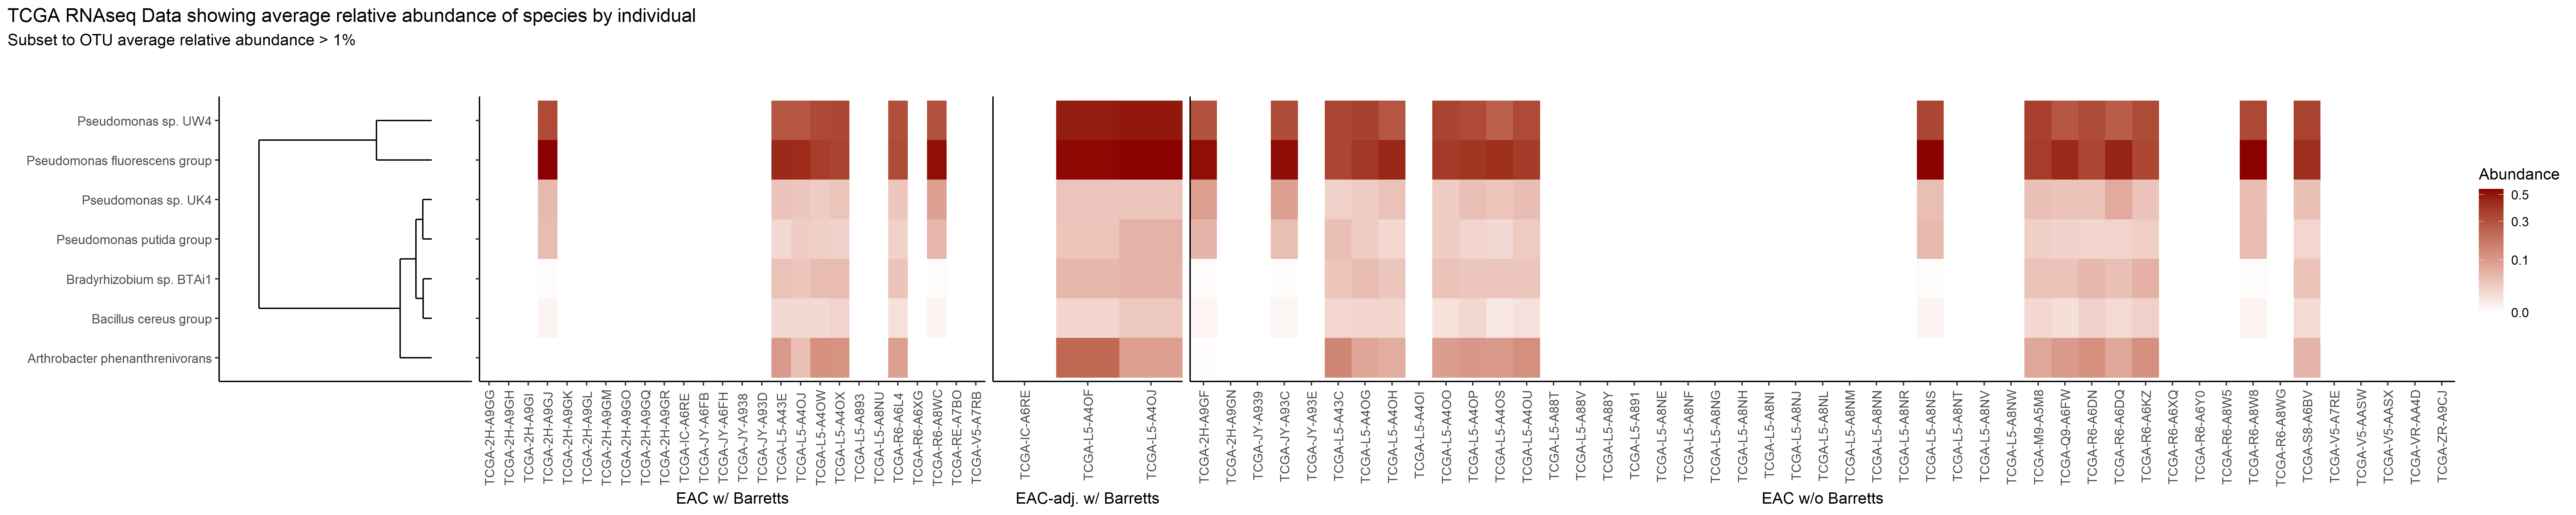 TCGA RNAseq Data showing average relative abundance of species by individual
Subset to OTU average relative abundance > 1%
Pseudomonas sp. UW4
Pseudomonas fluorescens group
Pseudomonas sp. UK4
Pseudomonas putida group
Bradyrhizobium sp. BTAi1
Bacillus cereus group
Arthrobacter phenanthrenivorans
TCGA-2H-A9GG
TCGA-2H-A9GH
TCGA-2H-A9GI
TCGA-2H-A9GJ
TCGA-2H-A9GK
TCGA-2H-A9GL
TCGA-2H-A9GM
TCGA-2H-A9GO
TCGA-2H-A9GQ
TCGA-2H-A9GR
TCGA-IC-A6RE
TCGA-JY-A6FB
TCGA-JY-A6FH
TCGA-JY-A938
TCGA-JY-A93D
TCGA-L5-A43E
TCGA-L5-A4OJ
TCGA-L5-A4OW
TCGA-L5-A4OX
TCGA-L5-A893
TCGA-L5-A8NU
TCGA-R6-A6L4
TCGA-R6-A6XG
TCGA-R6-A8WC
TCGA-RE-A7BO
TCGA-V5-A7RB
EAC w/ Barretts
TCGA-IC-A6RE
TCGA-L5-A4OF
TCGA-L5-A4OJ
EAC-adj. w/ Barretts
TCGA-2H-A9GF
TCGA-2H-A9GN
TCGA-JY-A939
TCGA-JY-A93C
TCGA-JY-A93E
TCGA-L5-A43C
TCGA-L5-A4OG
TCGA-L5-A4OH
TCGA-L5-A4OI
TCGA-L5-A4OO
TCGA-L5-A4OP
TCGA-L5-A4OS
TCGA-L5-A4OU
TCGA-L5-A88T
TCGA-L5-A88V
TCGA-L5-A88Y
TCGA-L5-A891
TCGA-L5-A8NE
TCGA-L5-A8NF
TCGA-L5-A8NG
TCGA-L5-A8NH
TCGA-L5-A8NI
TCGA-L5-A8NJ
TCGA-L5-A8NL
TCGA-L5-A8NM
TCGA-L5-A8NN
TCGA-L5-A8NR
TCGA-L5-A8NS
TCGA-L5-A8NT
TCGA-L5-A8NV
TCGA-L5-A8NW
TCGA-M9-A5M8
TCGA-Q9-A6FW
TCGA-R6-A6DN
TCGA-R6-A6DQ
TCGA-R6-A6KZ
TCGA-R6-A6XQ
TCGA-R6-A6Y0
TCGA-R6-A8W5
TCGA-R6-A8W8
TCGA-R6-A8WG
TCGA-S8-A6BV
TCGA-V5-A7RE
TCGA-V5-AASW
TCGA-V5-AASX
TCGA-VR-AA4D
TCGA-ZR-A9CJ
EAC w/o Barretts
Abundance
0.5
0.3
0.1
0.0